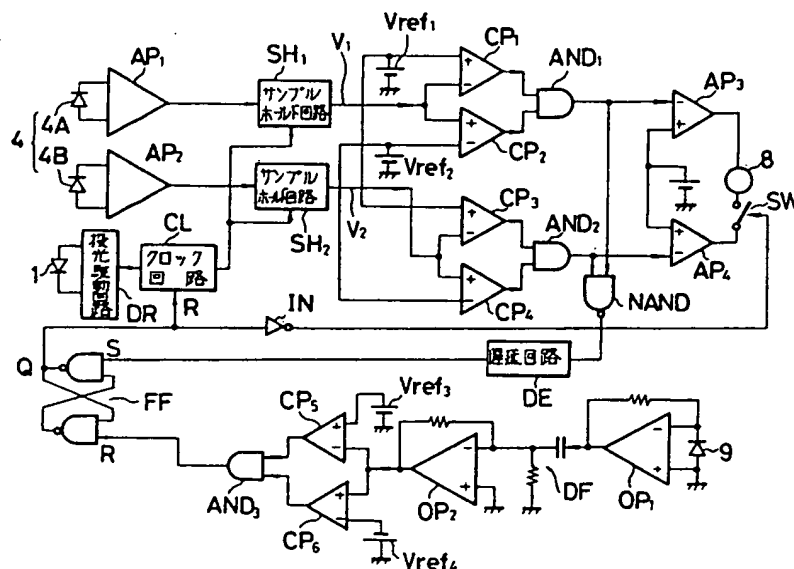 Vref₁
CP₁
AND₁
AP₁
SH₁
V₁
AP₃
サンプル
ホールド回路
4A
4
4B
AP₂
Vref₂
CP₂
8
SW
サンプル
ホールド回路
CP₃
AND₂
V₂
SH₂
CL
1
投光駆動回路
クロック
回路
DR
R
CP₄
AP₄
NAND
IN
Q
S
遅延回路
DE
FF
Vref₃
CP₅
R
9
AND₃
OP₂
DF
OP₁
CP₆
Vref₄
+
-
+
-
+
-
+
-
-
+
+
-
+
-
+
-
-
+
-
+